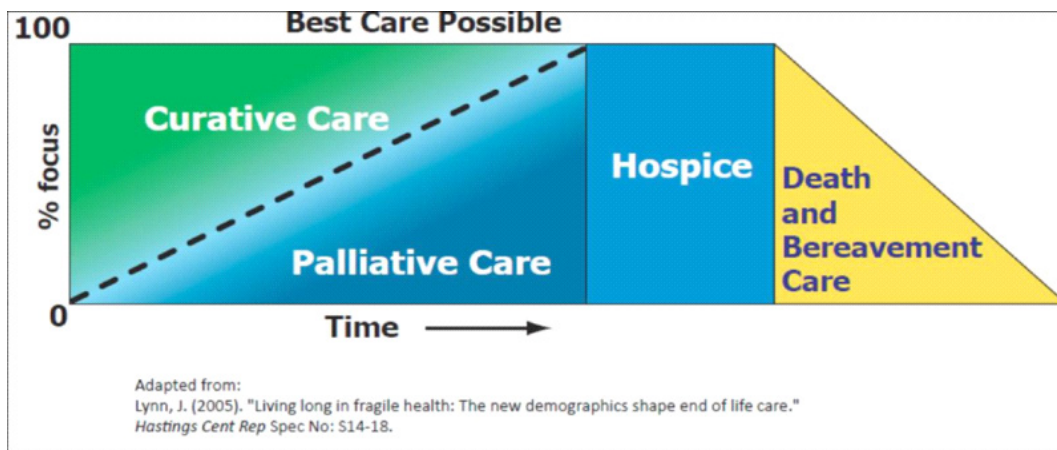 Best Care Possible
100
% focus
0
Curative Care
Palliative Care
Hospice
Death
and
Bereavement
Care
Time
Adapted from:
Lynn, J. (2005). "Living long in fragile health: The new demographics shape end of life care."
Hastings Cent Rep Spec No: S14-18.